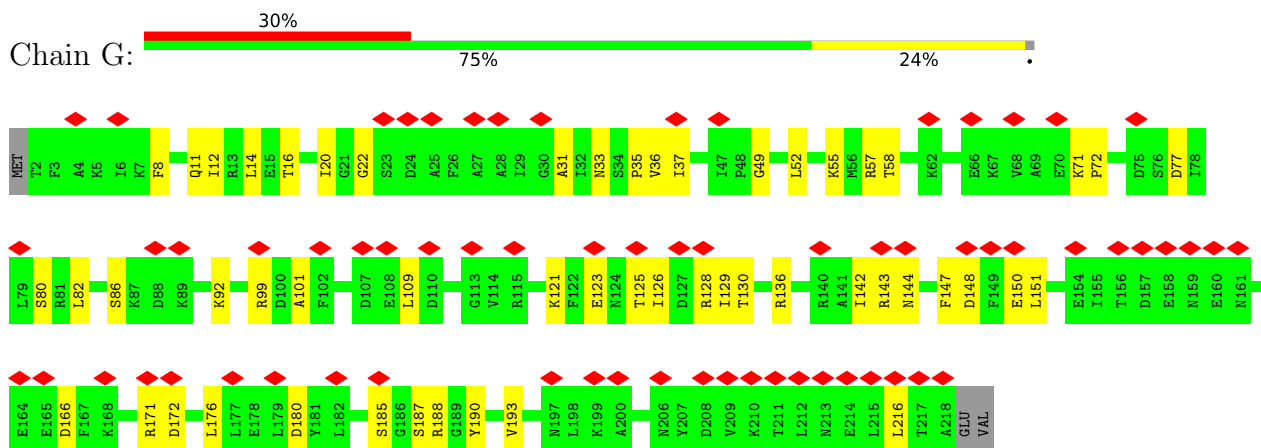 30%
Chain G:
75% 24% •
MET T2 F3 A4 K5 I6 K7 F8 Q11 I12 R13 L14 E15 T16 I20 G21 G22 S23 D24 A25 F26 A27 A28 I29 G30 A31 I32 N33 S34 P35 V36 I37 I47 P48 G49 L52 K55 M56 R57 T58 K62 E66 K67 V68 A69 E70 K71 P72 D75 S76 D77 I78
L79 S80 R81 L82 S86 K87 D88 K89 K92 R99 D100 A101 F102 D107 E108 L109 D110 G113 V114 R115 K121 F122 E123 N124 T125 I126 D127 R128 I129 T130 R136 R140 A141 I142 R143 N144 F147 D148 F149 E150 L151 E154 I155 T156 D157 E158 N159 E160 N161
E164 E165 D166 F167 K168 R171 D172 L176 L177 E178 L179 D180 Y181 L182 S185 G186 S187 R188 G189 Y190 V193 N197 L198 K199 A200 N206 Y207 D208 V209 K210 T211 L212 N213 E214 L215 L216 T217 A218 GLU VAL